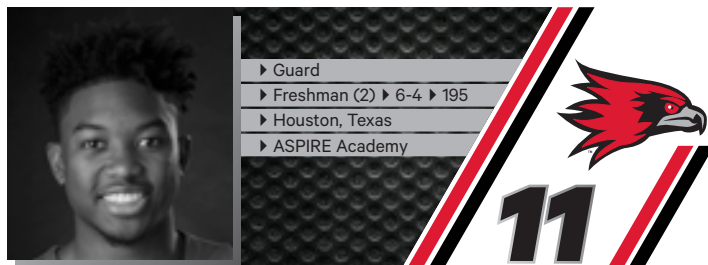 Guard
Freshman (2) 6-4 195
Houston, Texas
ASPIRE Academy
11